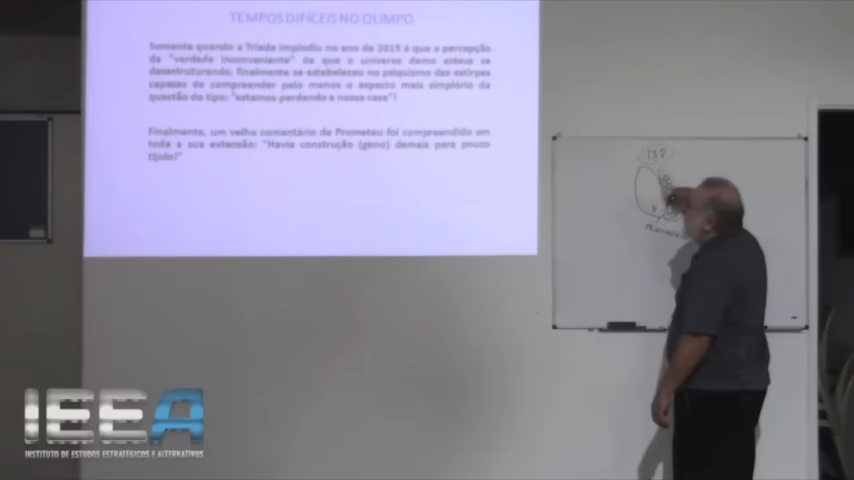 TEMPOS DIFÍCEIS NO OLIMPO
Somente quando a Tríade implodiu no ano de 2015 é que a percepção
da "verdade inconveniente" de que o universo demo estava se
desestruturando, finalmente se estabeleceu no psiquismo das estirpes
capazes de compreender pelo menos o aspecto mais simplório da
questão do tipo: "estamos perdendo a nossa casa"!
Finalmente, um velho comentário de Prometeu foi compreendido em
toda a sua extensão: "Havia construção (geno) demais para pouco
tijolo!"
IEEA
INSTITUTO DE ESTUDOS ESTRATÉGICOS E ALTERNATIVOS